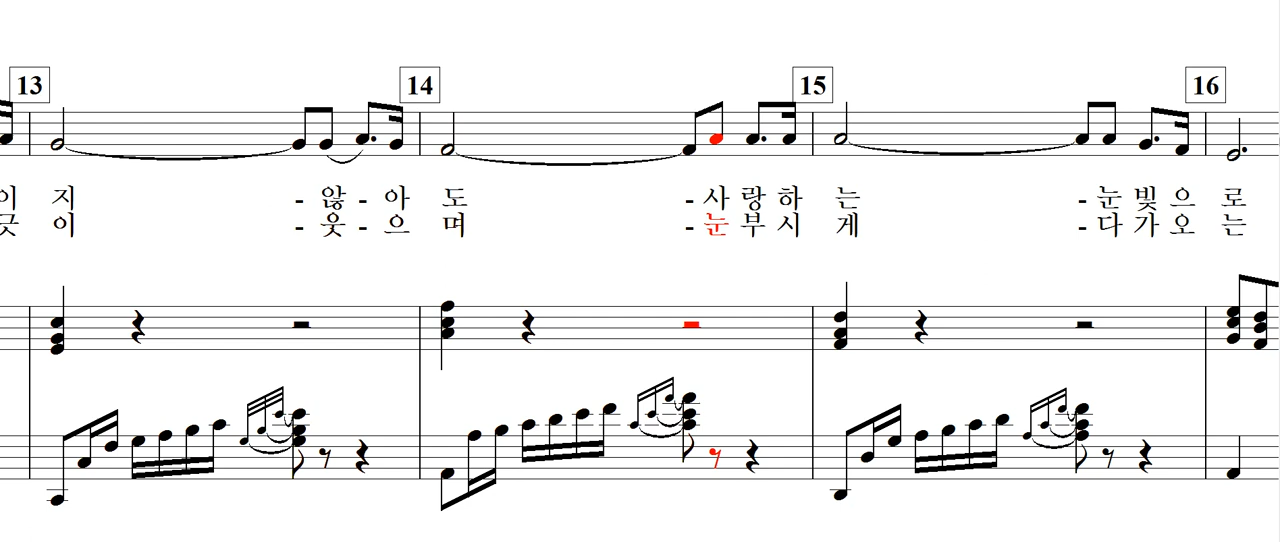 13 14 15 16
이 지 - 않 - 아 도 - 사 랑 하 는 - 눈 빛 으 로
긋 이 - 웃 - 으 며 - 눈 부 시 게 - 다 가 오 는